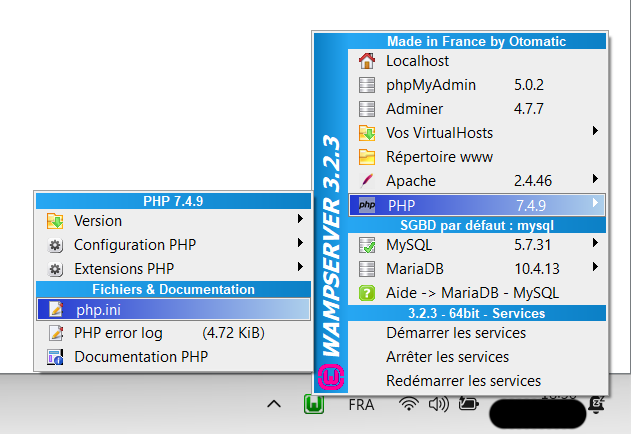 Made in France by Otomatic
Localhost
phpMyAdmin 5.0.2
Adminer 4.7.7
Vos VirtualHosts
Répertoire www
Apache 2.4.46
php PHP 7.4.9
SGBD par défaut : mysql
MySQL 5.7.31
MariaDB 10.4.13
Aide -> MariaDB - MySQL
3.2.3 - 64bit - Services
Démarrer les services
Arrêter les services
Redémarrer les services
WAMPSERVER 3.2.3
PHP 7.4.9
Version
Configuration PHP
Extensions PHP
Fichiers & Documentation
php.ini
PHP error log (4.72 KiB)
Documentation PHP
FRA